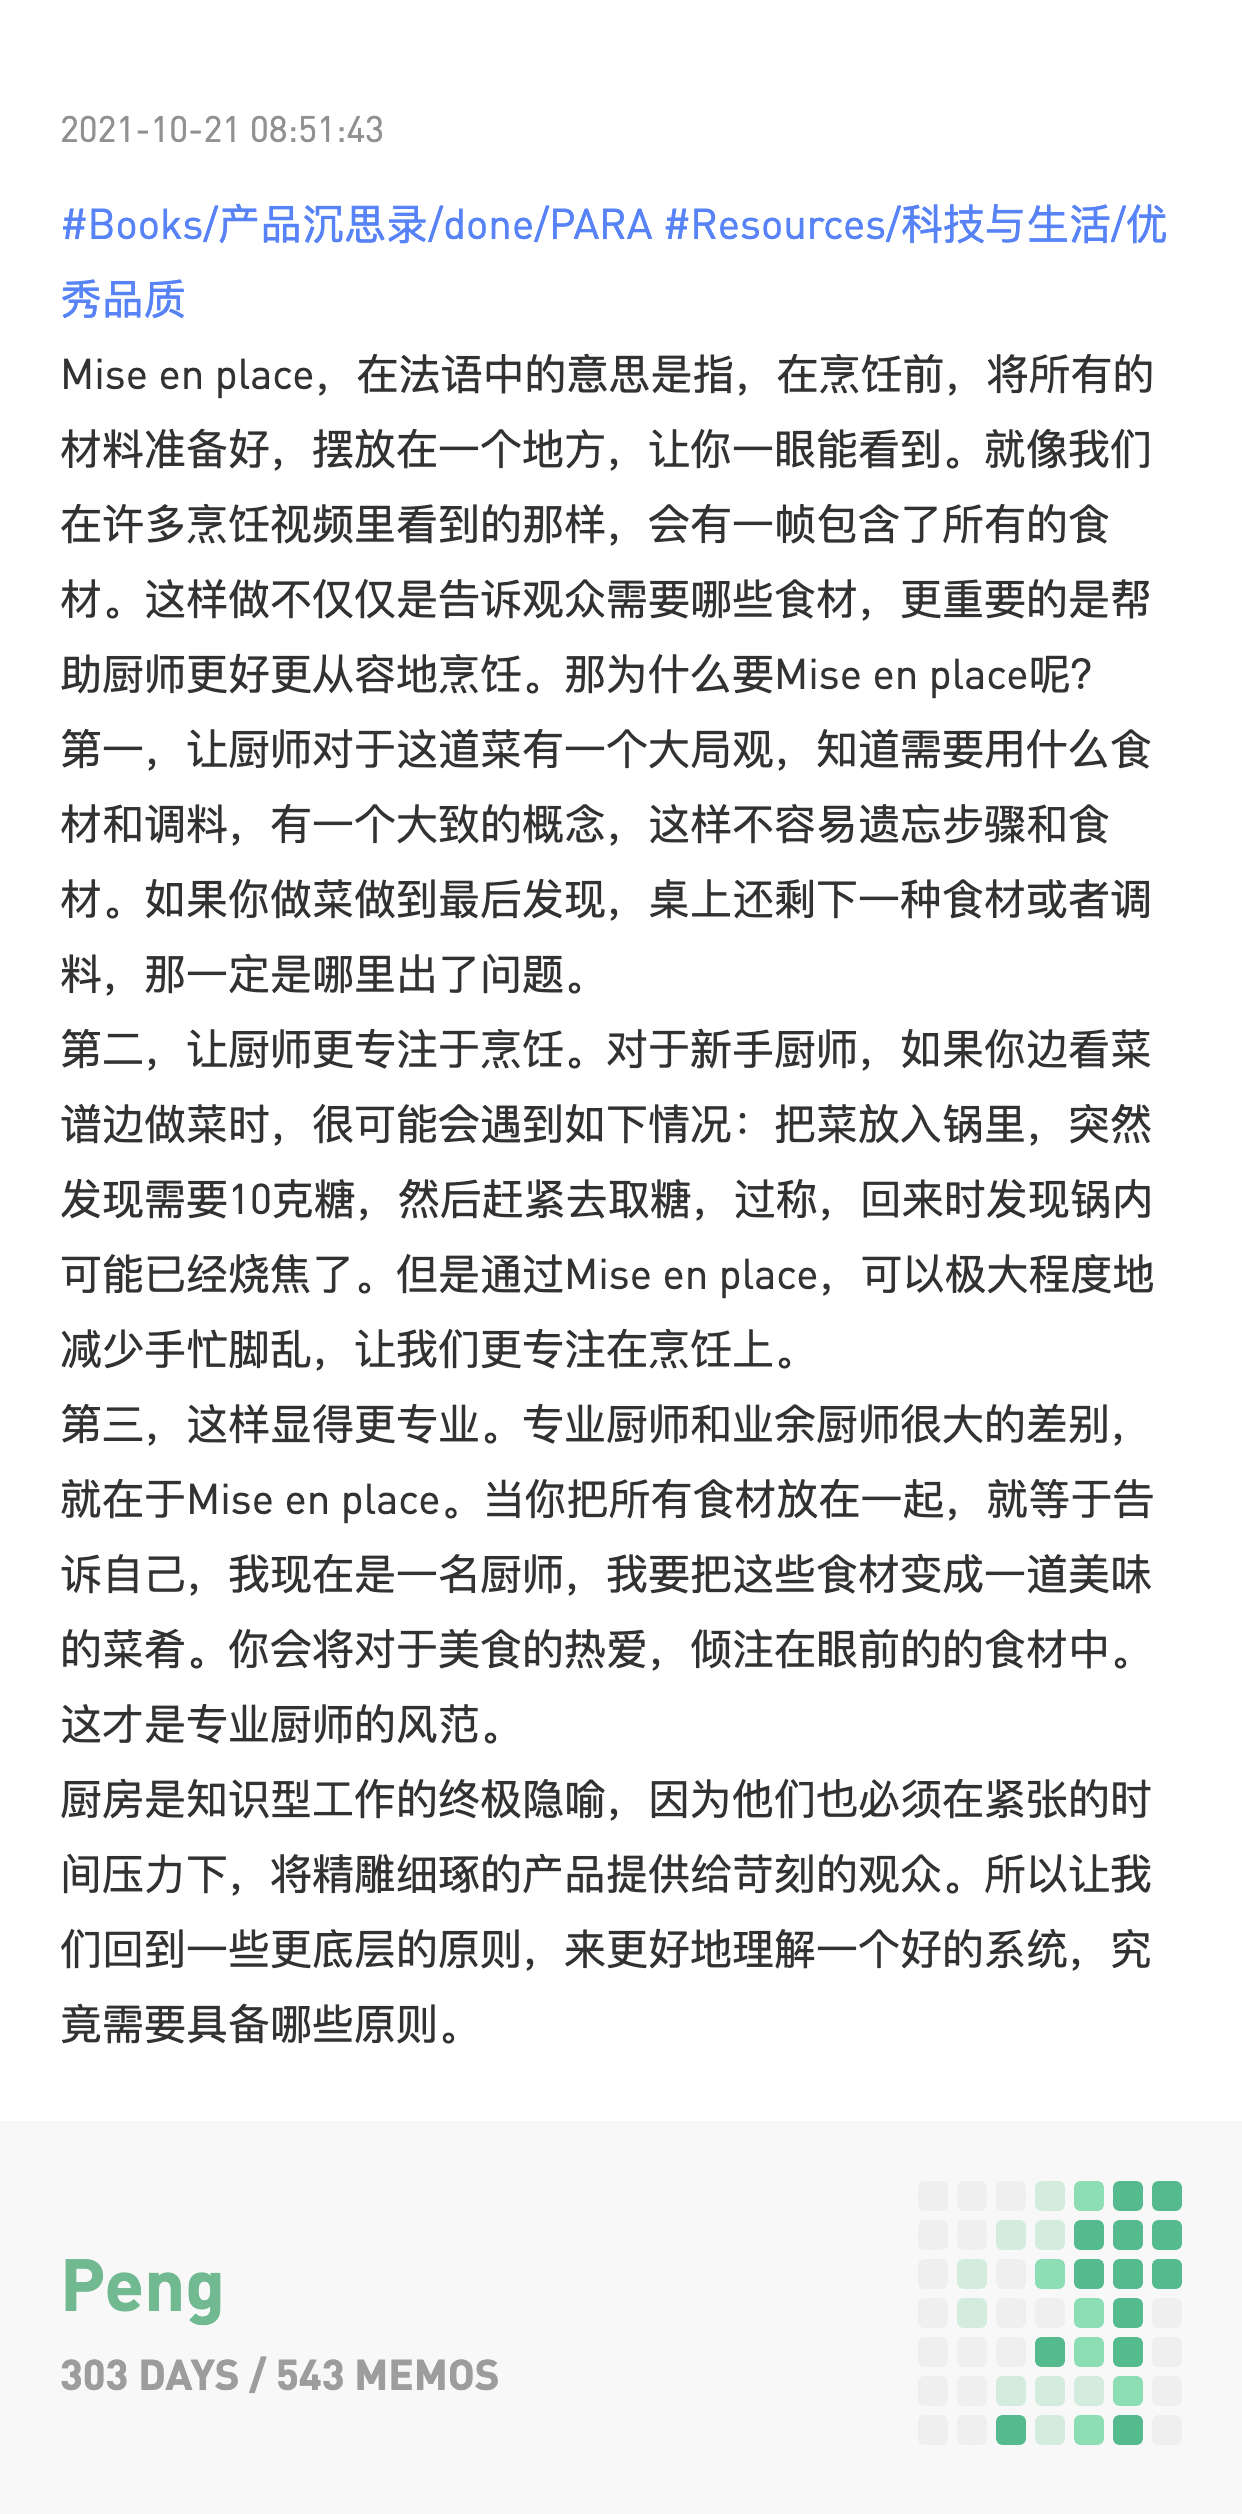 2021-10-21 08:51:43
#Books/产品沉思录/done/PARA #Resources/科技与生活/优
秀品质
Mise en place，在法语中的意思是指，在烹饪前，将所有的
材料准备好，摆放在一个地方，让你一眼能看到。就像我们
在许多烹饪视频里看到的那样，会有一帧包含了所有的食
材。这样做不仅仅是告诉观众需要哪些食材，更重要的是帮
助厨师更好更从容地烹饪。那为什么要Mise en place呢？
第一，让厨师对于这道菜有一个大局观，知道需要用什么食
材和调料，有一个大致的概念，这样不容易遗忘步骤和食
材。如果你做菜做到最后发现，桌上还剩下一种食材或者调
料，那一定是哪里出了问题。
第二，让厨师更专注于烹饪。对于新手厨师，如果你边看菜
谱边做菜时，很可能会遇到如下情况：把菜放入锅里，突然
发现需要10克糖，然后赶紧去取糖，过称，回来时发现锅内
可能已经烧焦了。但是通过Mise en place，可以极大程度地
减少手忙脚乱，让我们更专注在烹饪上。
第三，这样显得更专业。专业厨师和业余厨师很大的差别，
就在于Mise en place。当你把所有食材放在一起，就等于告
诉自己，我现在是一名厨师，我要把这些食材变成一道美味
的菜肴。你会将对于美食的热爱，倾注在眼前的的食材中。
这才是专业厨师的风范。
厨房是知识型工作的终极隐喻，因为他们也必须在紧张的时
间压力下，将精雕细琢的产品提供给苛刻的观众。所以让我
们回到一些更底层的原则，来更好地理解一个好的系统，究
竟需要具备哪些原则。
Peng
303 DAYS / 543 MEMOS